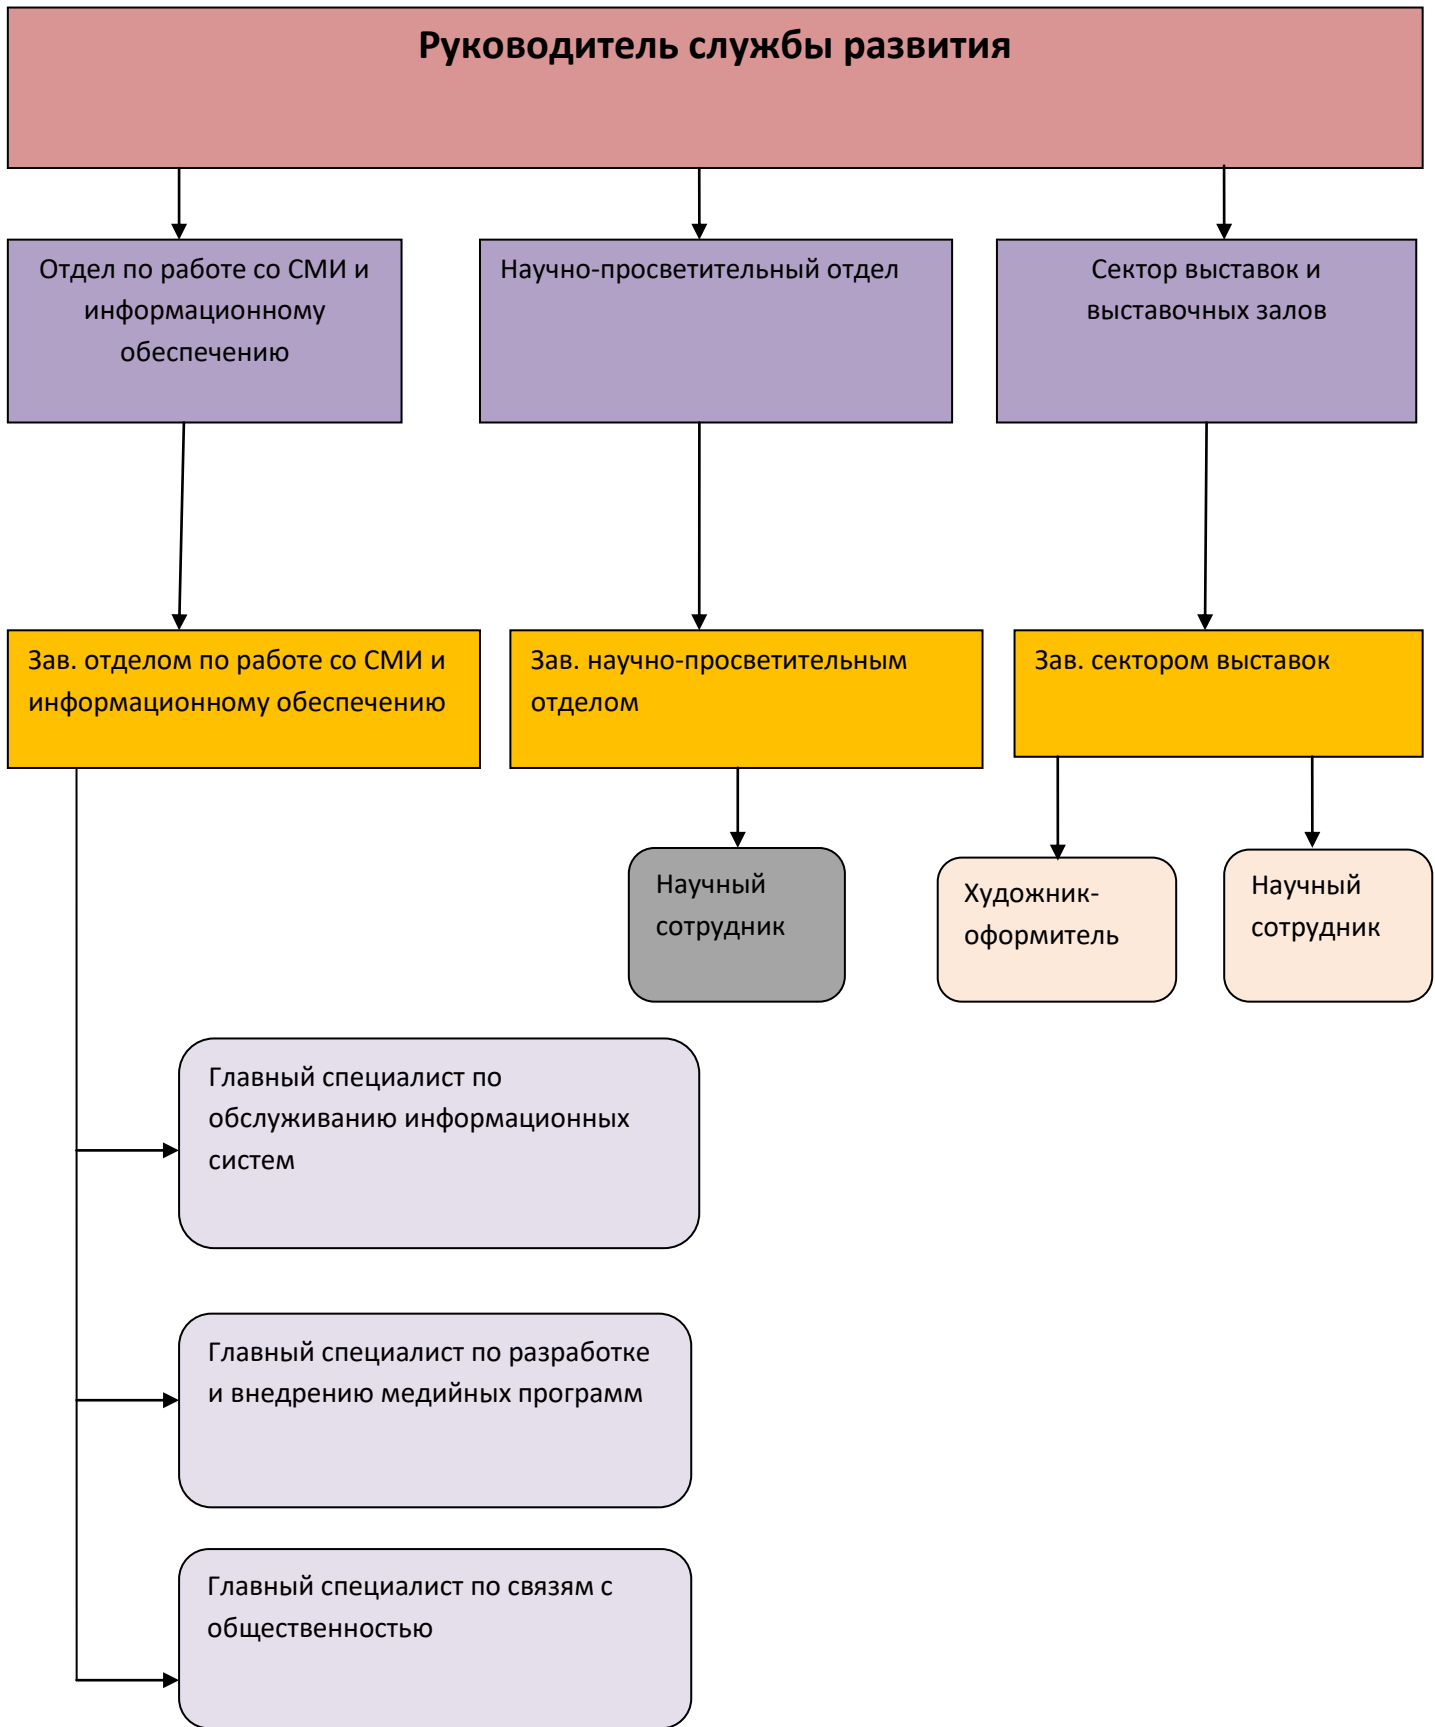 Руководитель службы развития
Отдел по работе со СМИ и
информационному
обеспечению
Научно-просветительный отдел
Сектор выставок и
выставочных залов
Зав. отделом по работе со СМИ и
информационному обеспечению
Зав. научно-просветительным
отделом
Зав. сектором выставок
Научный
сотрудник
Художник-
оформитель
Научный
сотрудник
Главный специалист по
обслуживанию информационных
систем
Главный специалист по разработке
и внедрению медийных программ
Главный специалист по связям с
общественностью